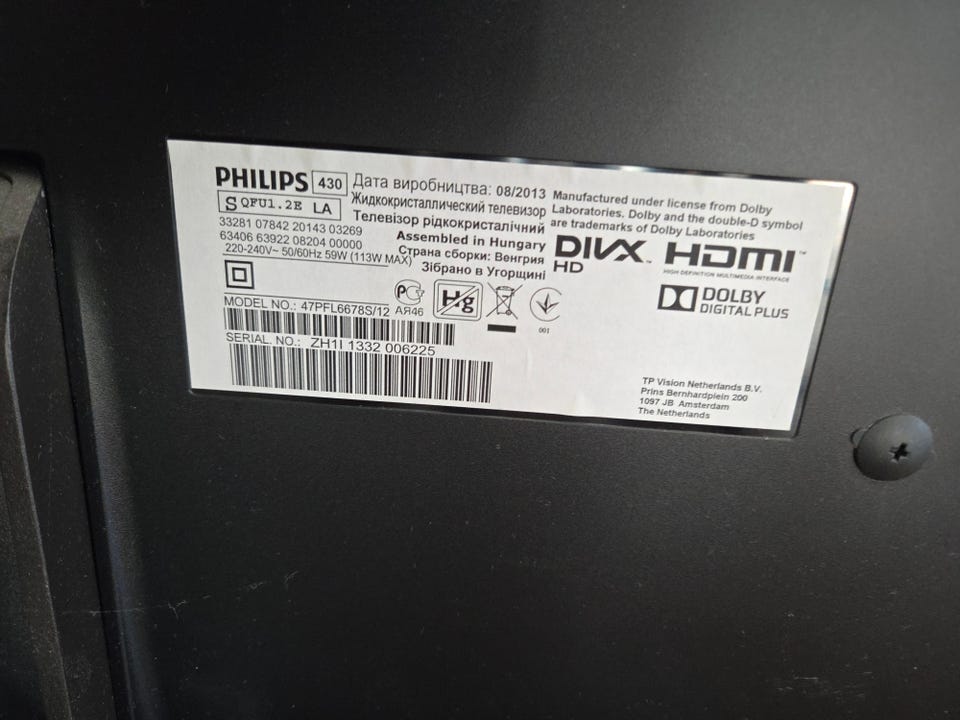 PHILIPS 430
S QFU1.2E LA
33281 07842 20143 03269
63406 63922 08204 00000
220-240V~ 50/60Hz 59W (113W MAX)
Дата виробництва: 08/2013
Жидкокристаллический телевизор
Телевізор рідкокристалічний
Assembled in Hungary
Страна сборки: Венгрия
Зібрано в Угорщині
Manufactured under license from Dolby
Laboratories. Dolby and the double-D symbol
are trademarks of Dolby Laboratories
DIVX™ HD
HDMI™
HIGH-DEFINITION MULTIMEDIA INTERFACE
DOLBY
DIGITAL PLUS
MODEL NO.: 47PFL6678S/12
АЯ46
Hg
001
SERIAL. NO.: ZH1I 1332 006225
TP Vision Netherlands B.V.
Prins Bernhardplein 200
1097 JB Amsterdam
The Netherlands